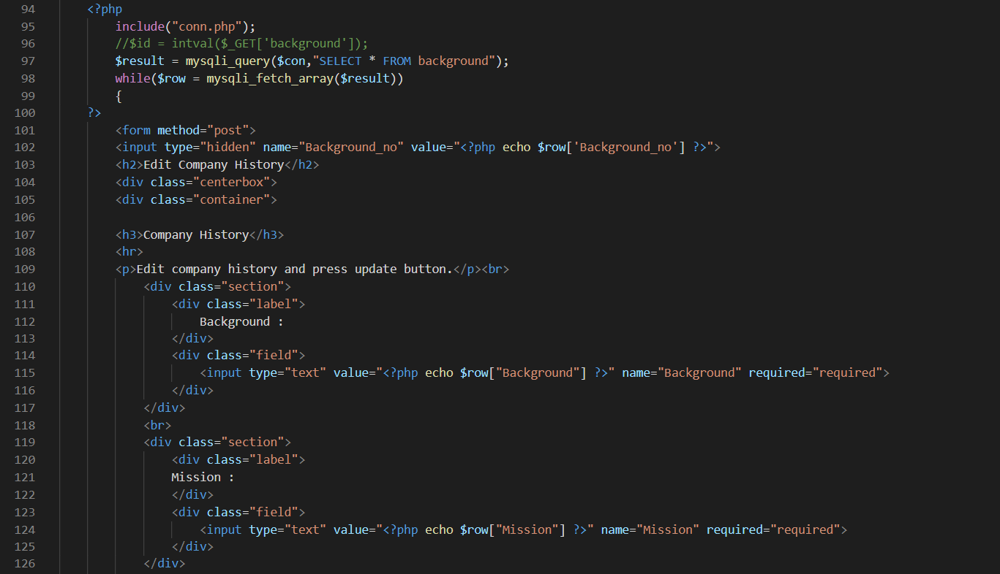 94 <?php
95 include("conn.php");
96 //$id = intval($_GET['background']);
97 $result = mysqli_query($con,"SELECT * FROM background");
98 while($row = mysqli_fetch_array($result))
99 {
100 ?>
101 <form method="post">
102 <input type="hidden" name="Background_no" value="<?php echo $row['Background_no'] ?>">
103 <h2>Edit Company History</h2>
104 <div class="centerbox">
105 <div class="container">
106
107 <h3>Company History</h3>
108 <hr>
109 <p>Edit company history and press update button.</p><br>
110 <div class="section">
111 <div class="label">
112 Background :
113 </div>
114 <div class="field">
115 <input type="text" value="<?php echo $row["Background"] ?>" name="Background" required="required">
116 </div>
117 </div>
118 <br>
119 <div class="section">
120 <div class="label">
121 Mission :
122 </div>
123 <div class="field">
124 <input type="text" value="<?php echo $row["Mission"] ?>" name="Mission" required="required">
125 </div>
126 </div>